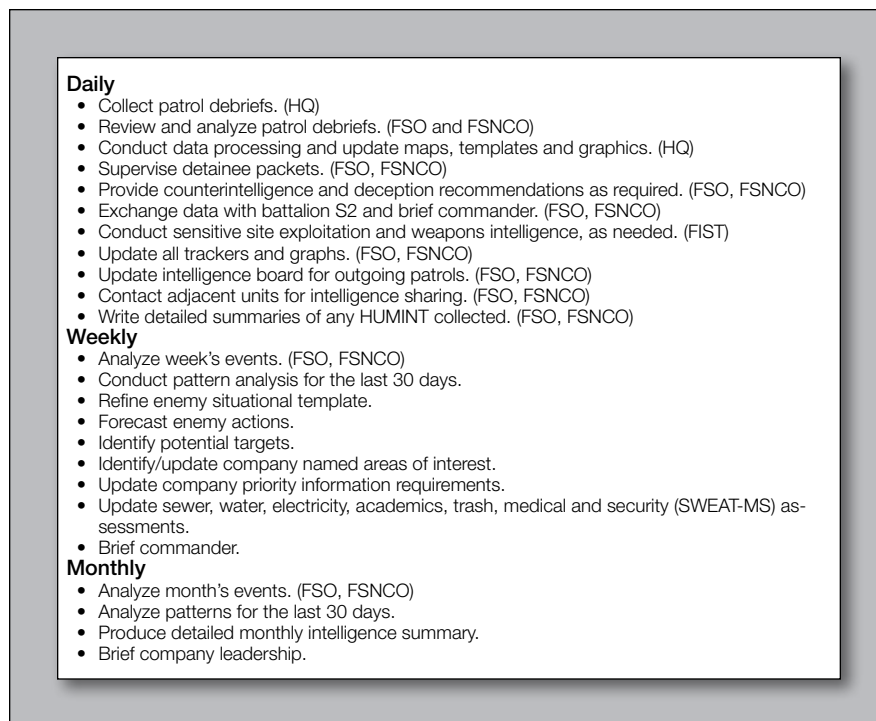 Daily
• Collect patrol debriefs. (HQ)
• Review and analyze patrol debriefs. (FSO and FSNCO)
• Conduct data processing and update maps, templates and graphics. (HQ)
• Supervise detainee packets. (FSO, FSNCO)
• Provide counterintelligence and deception recommendations as required. (FSO, FSNCO)
• Exchange data with battalion S2 and brief commander. (FSO, FSNCO)
• Conduct sensitive site exploitation and weapons intelligence, as needed. (FIST)
• Update all trackers and graphs. (FSO, FSNCO)
• Update intelligence board for outgoing patrols. (FSO, FSNCO)
• Contact adjacent units for intelligence sharing. (FSO, FSNCO)
• Write detailed summaries of any HUMINT collected. (FSO, FSNCO)
Weekly
• Analyze week’s events. (FSO, FSNCO)
• Conduct pattern analysis for the last 30 days.
• Refine enemy situational template.
• Forecast enemy actions.
• Identify potential targets.
• Identify/update company named areas of interest.
• Update company priority information requirements.
• Update sewer, water, electricity, academics, trash, medical and security (SWEAT-MS) as-
sessments.
• Brief commander.
Monthly
• Analyze month’s events. (FSO, FSNCO)
• Analyze patterns for the last 30 days.
• Produce detailed monthly intelligence summary.
• Brief company leadership.